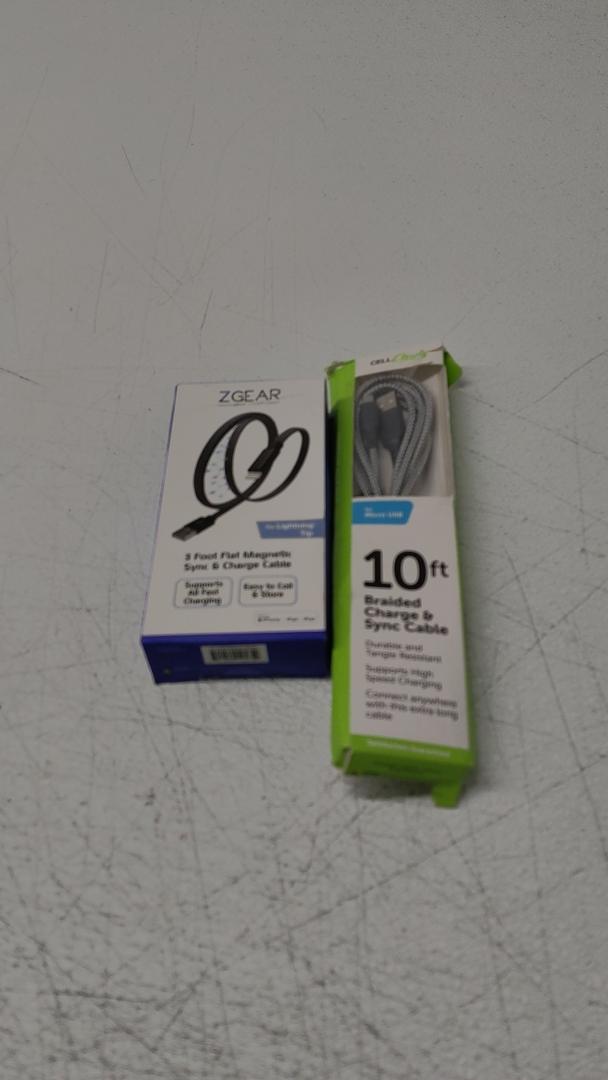 ZGEAR
for Lightning
Tip
3 Foot Flat Magnetic
Sync & Charge Cable
Supports
All Fast
Charging
Easy to Coil
& Store
CELL
for
Micro-USB
10ft
Braided
Charge &
Sync Cable
Durable and
Tangle Resistant
Supports High
Speed Charging
Connect anywhere
with this extra long
cable